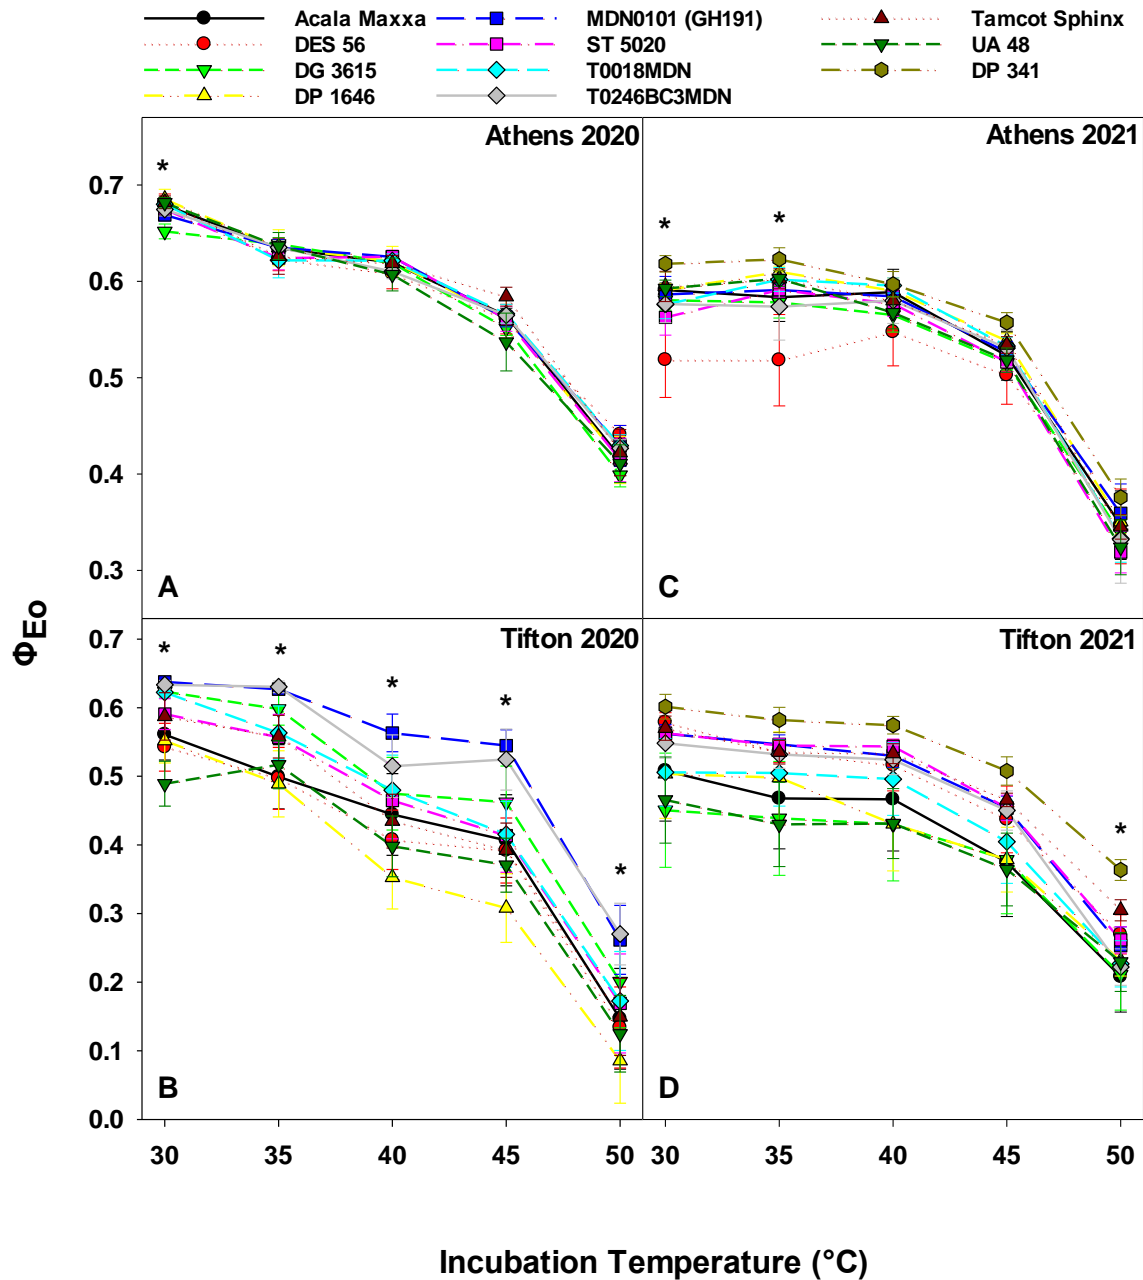 Acala Maxxa MDN0101 (GH191) Tamcot Sphinx
DES 56 ST 5020 UA 48
DG 3615 T0018MDN DP 341
DP 1646 T0246BC3MDN
Athens 2020 Athens 2021
* * *
0.7
0.6
0.5
0.4
0.3
A C
ΦEo
Tifton 2020 Tifton 2021
0.7
* * * * * *
0.6
0.5
0.4
0.3
0.2
0.1
B D
0.0
30 35 40 45 50 30 35 40 45 50
Incubation Temperature (°C)